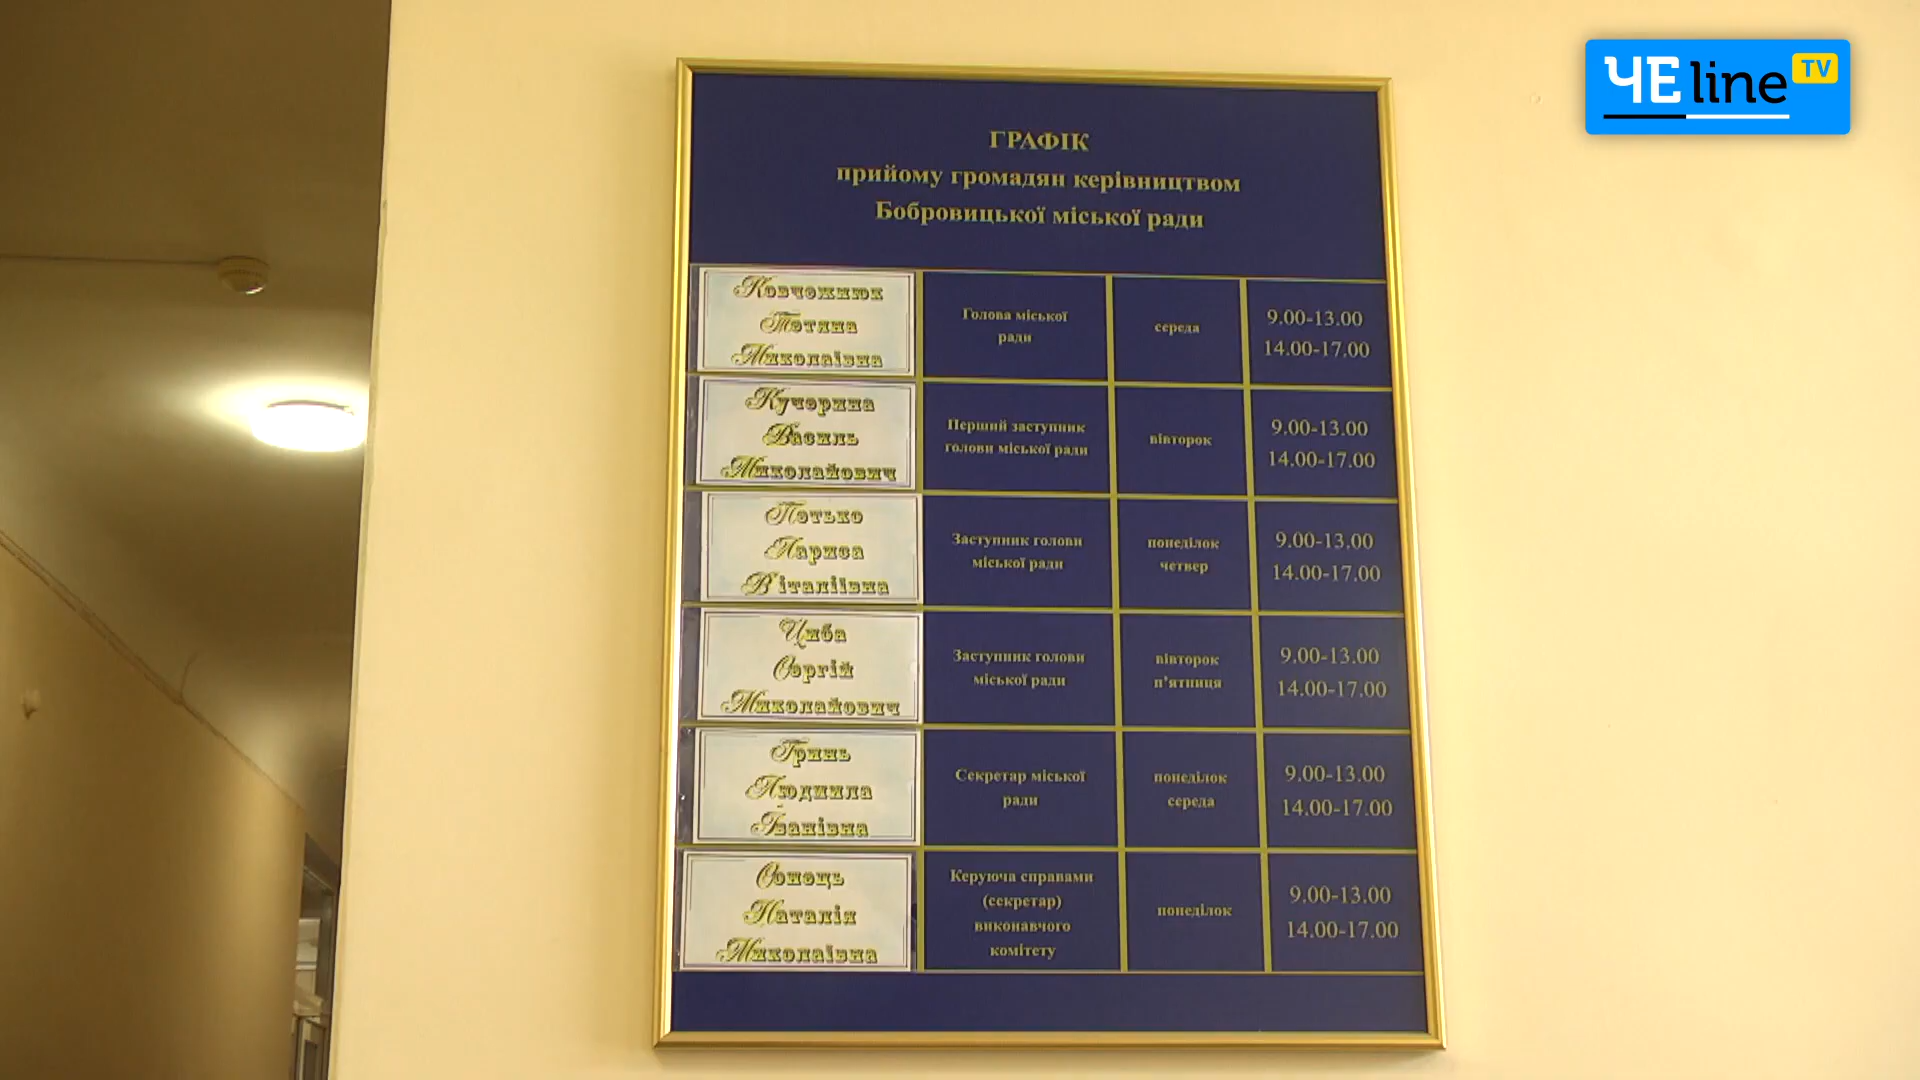 ЧЕ line TV
ГРАФІК
прийому громадян керівництвом
Бобровицької міської ради
Ковчежнюк
Тетяна
Миколаївна
Голова міської
ради
середа
9.00-13.00
14.00-17.00
Кучерина
Василь
Миколайович
Перший заступник
голови міської ради
вівторок
9.00-13.00
14.00-17.00
Петько
Лариса
В'італіївна
Заступник голови
міської ради
понеділок
четвер
9.00-13.00
14.00-17.00
Циба
Сергій
Миколайович
Заступник голови
міської ради
вівторок
п'ятниця
9.00-13.00
14.00-17.00
Гринь
Людмила
Іванівна
Секретар міської
ради
понеділок
середа
9.00-13.00
14.00-17.00
Сонець
Наталія
Миколаївна
Керуюча справами
(секретар)
виконавчого
комітету
понеділок
9.00-13.00
14.00-17.00